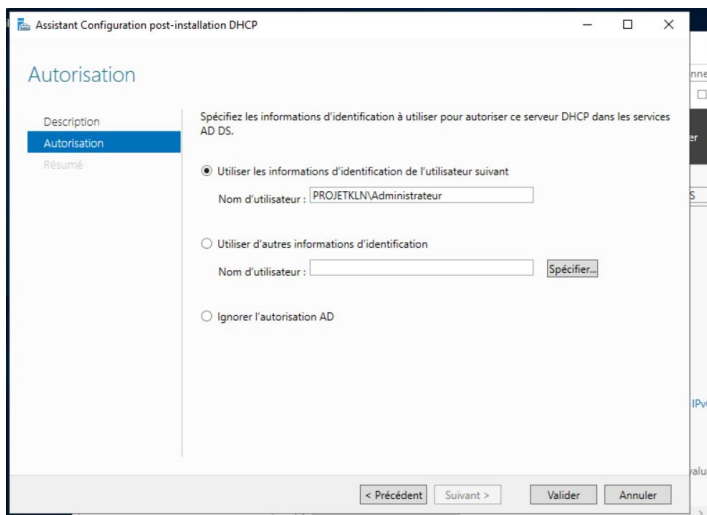 Assistant Configuration post-installation DHCP
Autorisation
Description
Autorisation
Résumé
Spécifiez les informations d'identification à utiliser pour autoriser ce serveur DHCP dans les services
AD DS.
Utiliser les informations d'identification de l'utilisateur suivant
Nom d'utilisateur :
PROJETKLN\Administrateur
Utiliser d'autres informations d'identification
Nom d'utilisateur :
Spécifier...
Ignorer l'autorisation AD
< Précédent
Suivant >
Valider
Annuler